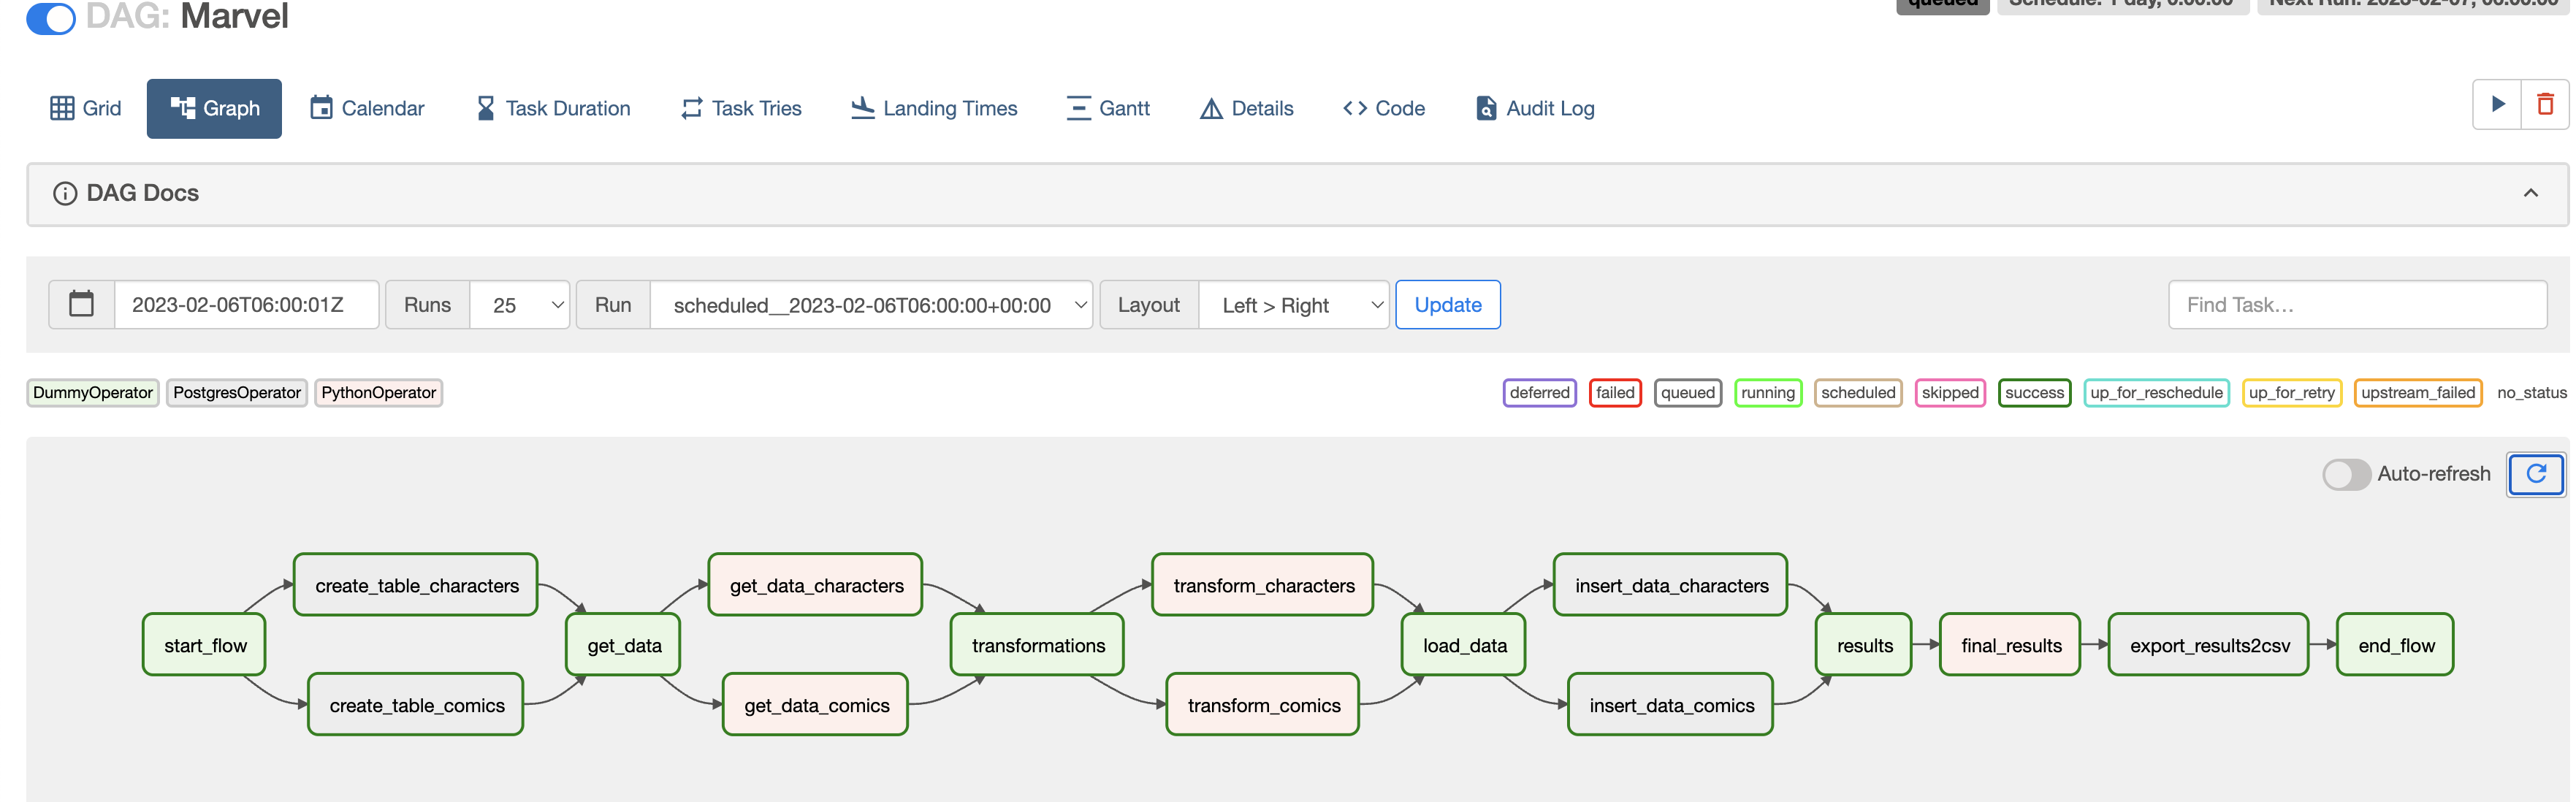 DAG: Marvel
queued Schedule: 1 day, 0:00:00 Next Run: 2023-02-07, 06:00:00
Grid Graph Calendar Task Duration Task Tries Landing Times Gantt Details <> Code Audit Log
DAG Docs
2023-02-06T06:00:01Z Runs 25 Run scheduled__2023-02-06T06:00:00+00:00 Layout Left > Right Update Find Task...
DummyOperator PostgresOperator PythonOperator deferred failed queued running scheduled skipped success up_for_reschedule up_for_retry upstream_failed no_status
Auto-refresh
create_table_characters get_data_characters transform_characters insert_data_characters
start_flow get_data transformations load_data results final_results export_results2csv end_flow
create_table_comics get_data_comics transform_comics insert_data_comics